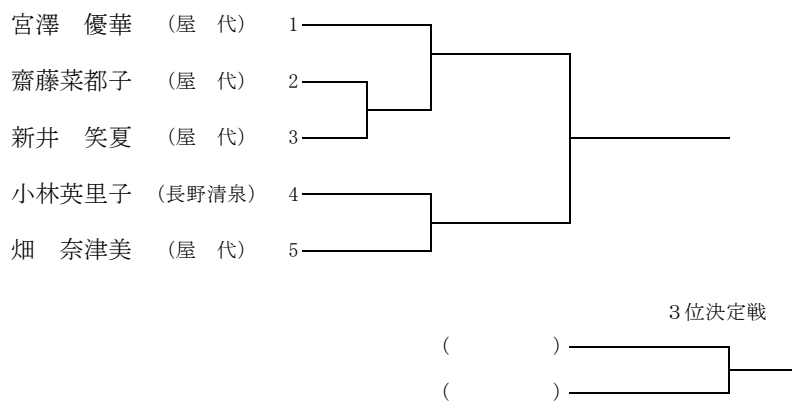 宮澤　優華　（屋　代）　1
齋藤菜都子　（屋　代）　2
新井　笑夏　（屋　代）　3
小林英里子　（長野清泉）　4
畑　奈津美　（屋　代）　5
３位決定戦
（　　　　　）
（　　　　　）